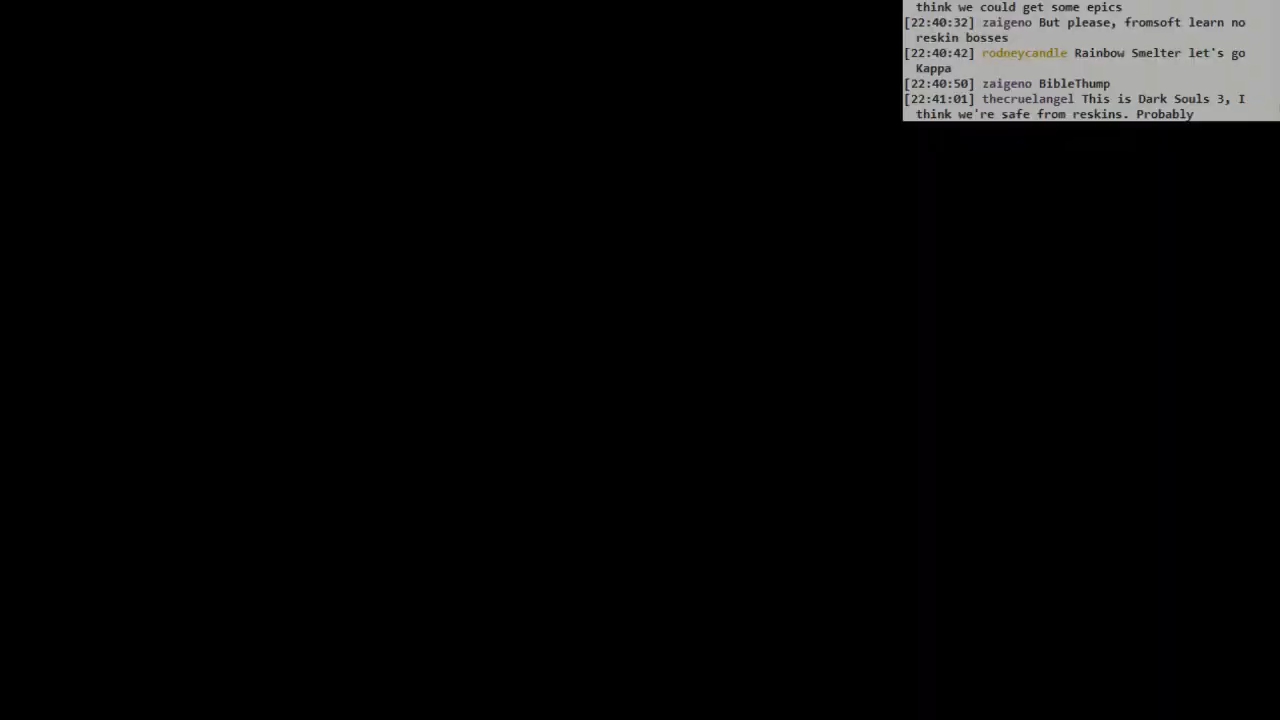 think we could get some epics
[22:40:32] zaigeno But please, fromsoft learn no
reskin bosses
[22:40:42] rodneycandle Rainbow Smelter let's go
Kappa
[22:40:50] zaigeno BibleThump
[22:41:01] thecruelangel This is Dark Souls 3, I
think we're safe from reskins. Probably